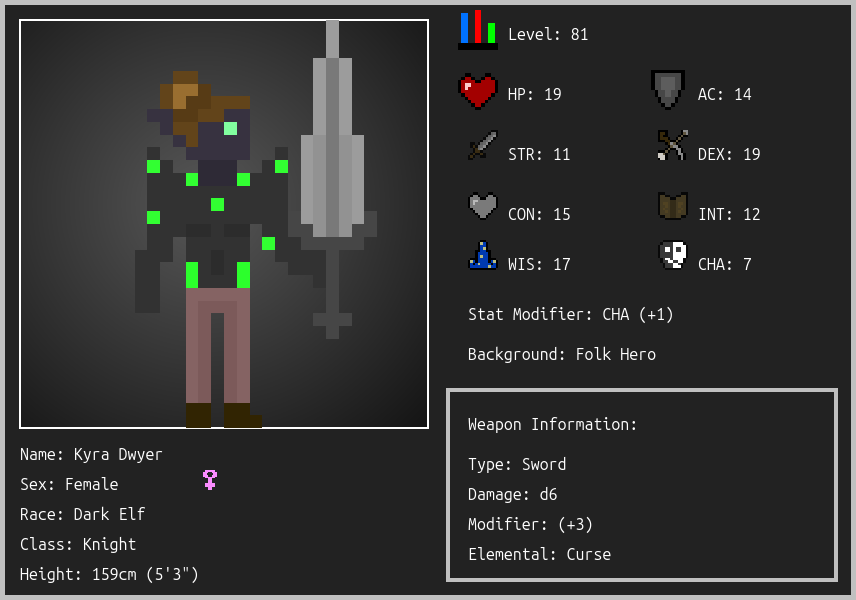 Level: 81
HP: 19
AC: 14
STR: 11
DEX: 19
CON: 15
INT: 12
WIS: 17
CHA: 7
Stat Modifier: CHA (+1)
Background: Folk Hero
Weapon Information:
Type: Sword
Damage: d6
Modifier: (+3)
Elemental: Curse
Name: Kyra Dwyer
Sex: Female
Race: Dark Elf
Class: Knight
Height: 159cm (5'3")